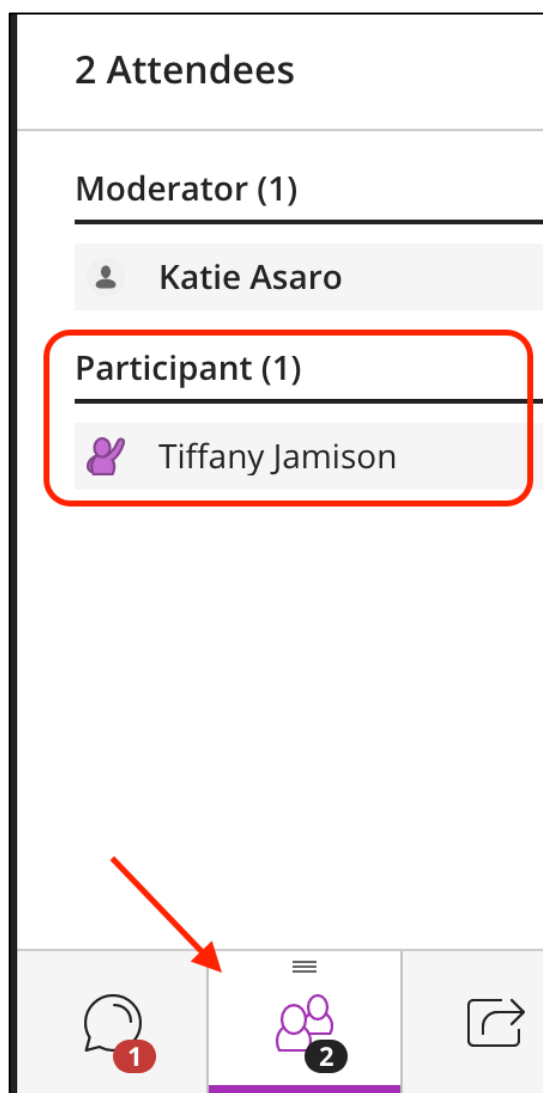 2 Attendees
Moderator (1)
Katie Asaro
Participant (1)
Tiffany Jamison
1
2